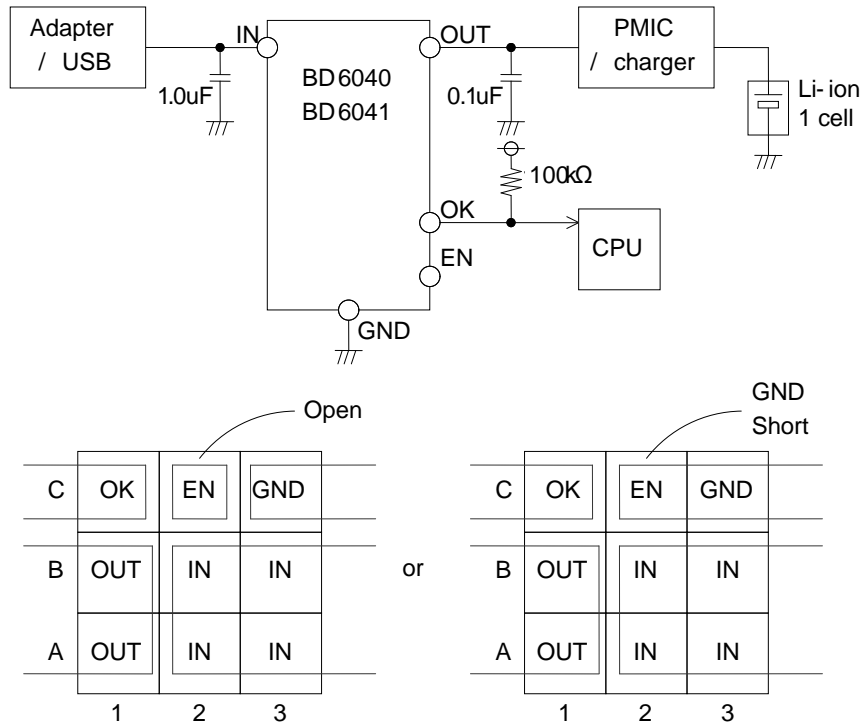 Adapter
/ USB
IN
OUT
PMIC
/ charger
BD6040
BD6041
1.0uF
0.1uF
Li-ion
1 cell
100kΩ
OK
CPU
EN
GND
Open
GND
Short
C OK EN GND
C OK EN GND
B OUT IN IN
or
B OUT IN IN
A OUT IN IN
A OUT IN IN
1 2 3
1 2 3